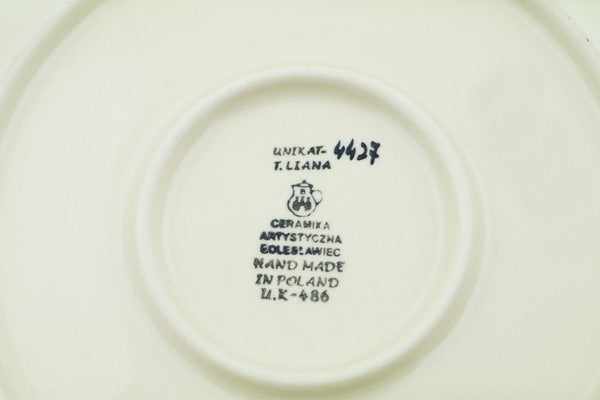 UNIKAT- 4427
T. LIANA
B
CERAMIKA
ARTYSTYCZNA
BOLESŁAWIEC
HAND MADE
IN POLAND
U.K-486